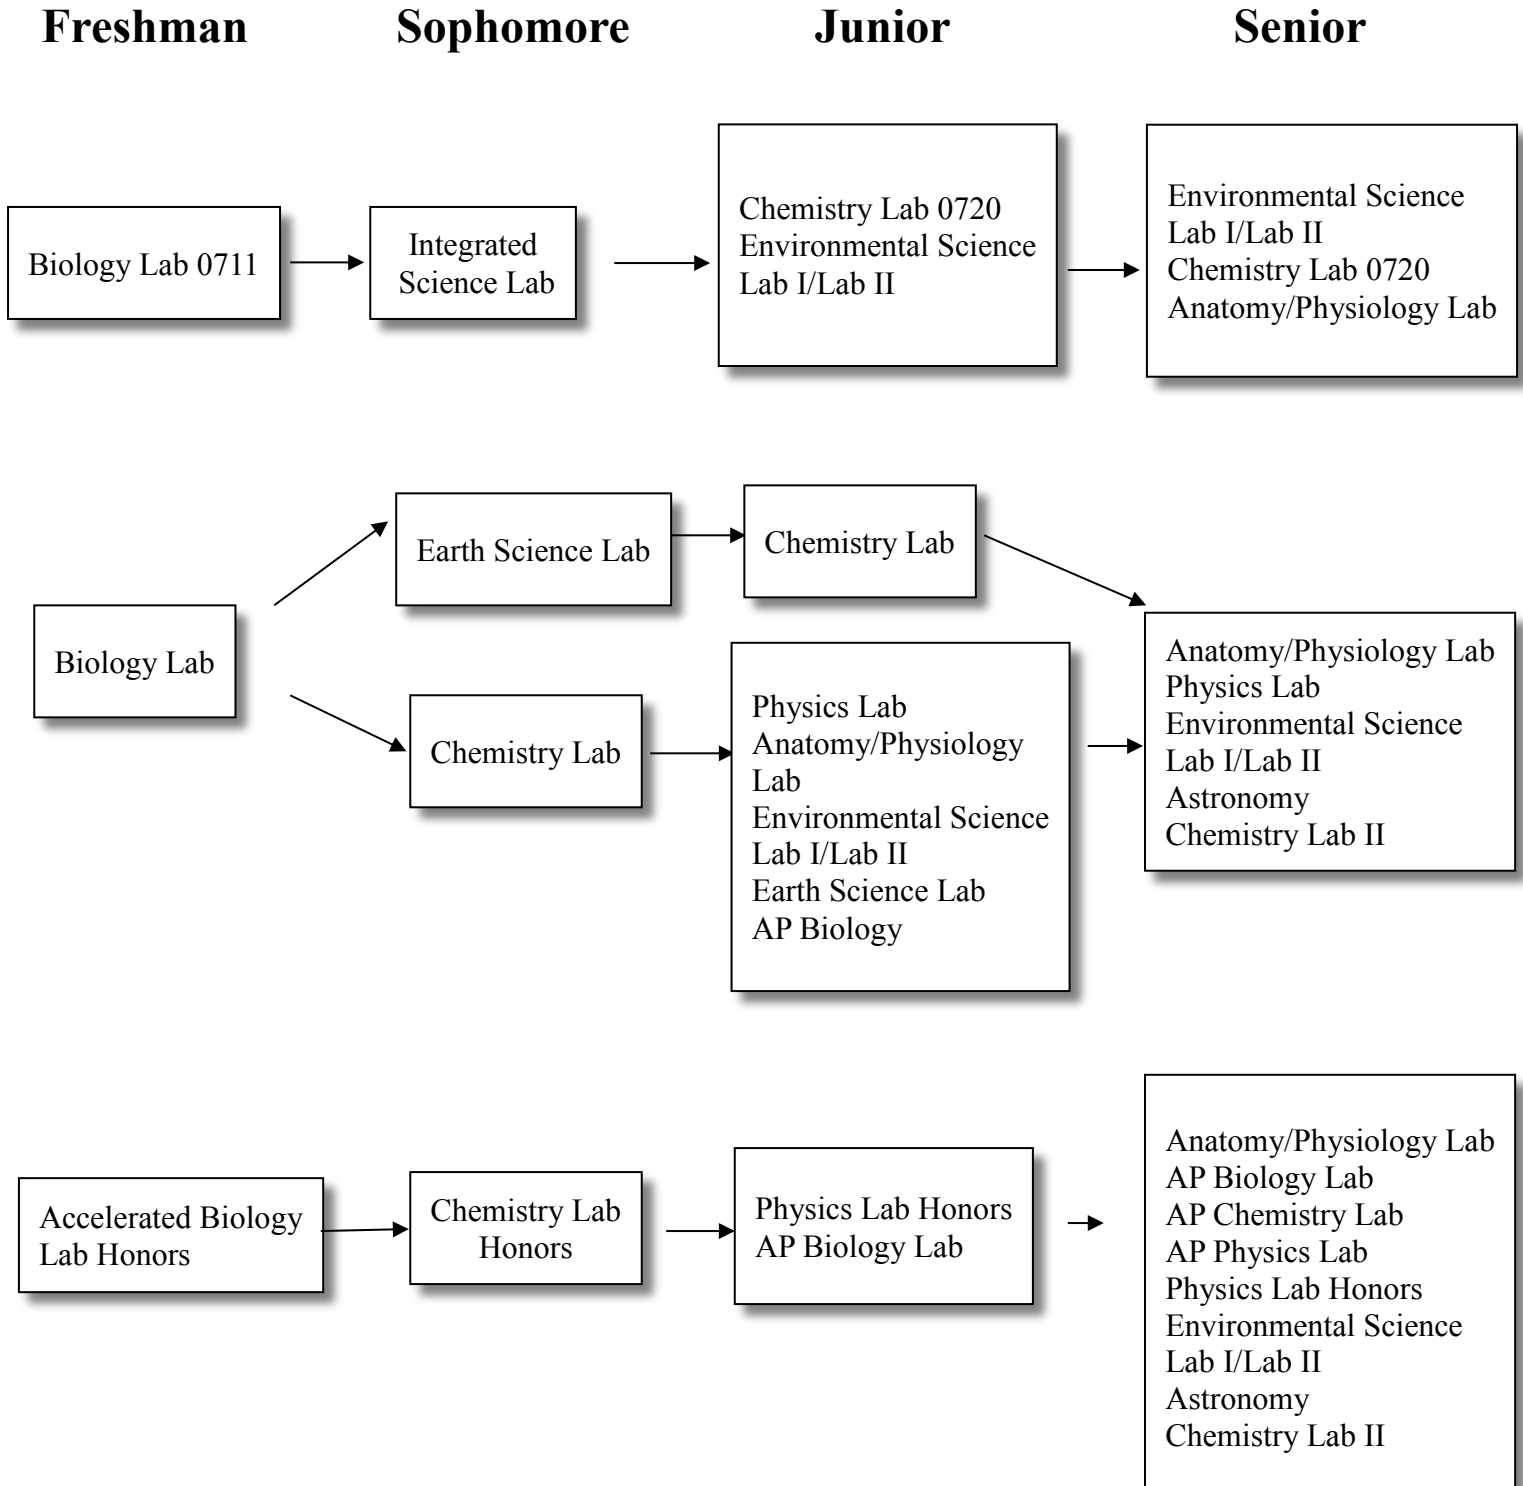 Freshman
Sophomore
Junior
Senior
Biology Lab 0711
Integrated
Science Lab
Chemistry Lab 0720
Environmental Science
Lab I/Lab II
Environmental Science
Lab I/Lab II
Chemistry Lab 0720
Anatomy/Physiology Lab
Biology Lab
Earth Science Lab
Chemistry Lab
Chemistry Lab
Physics Lab
Anatomy/Physiology
Lab
Environmental Science
Lab I/Lab II
Earth Science Lab
AP Biology
Anatomy/Physiology Lab
Physics Lab
Environmental Science
Lab I/Lab II
Astronomy
Chemistry Lab II
Accelerated Biology
Lab Honors
Chemistry Lab
Honors
Physics Lab Honors
AP Biology Lab
Anatomy/Physiology Lab
AP Biology Lab
AP Chemistry Lab
AP Physics Lab
Physics Lab Honors
Environmental Science
Lab I/Lab II
Astronomy
Chemistry Lab II